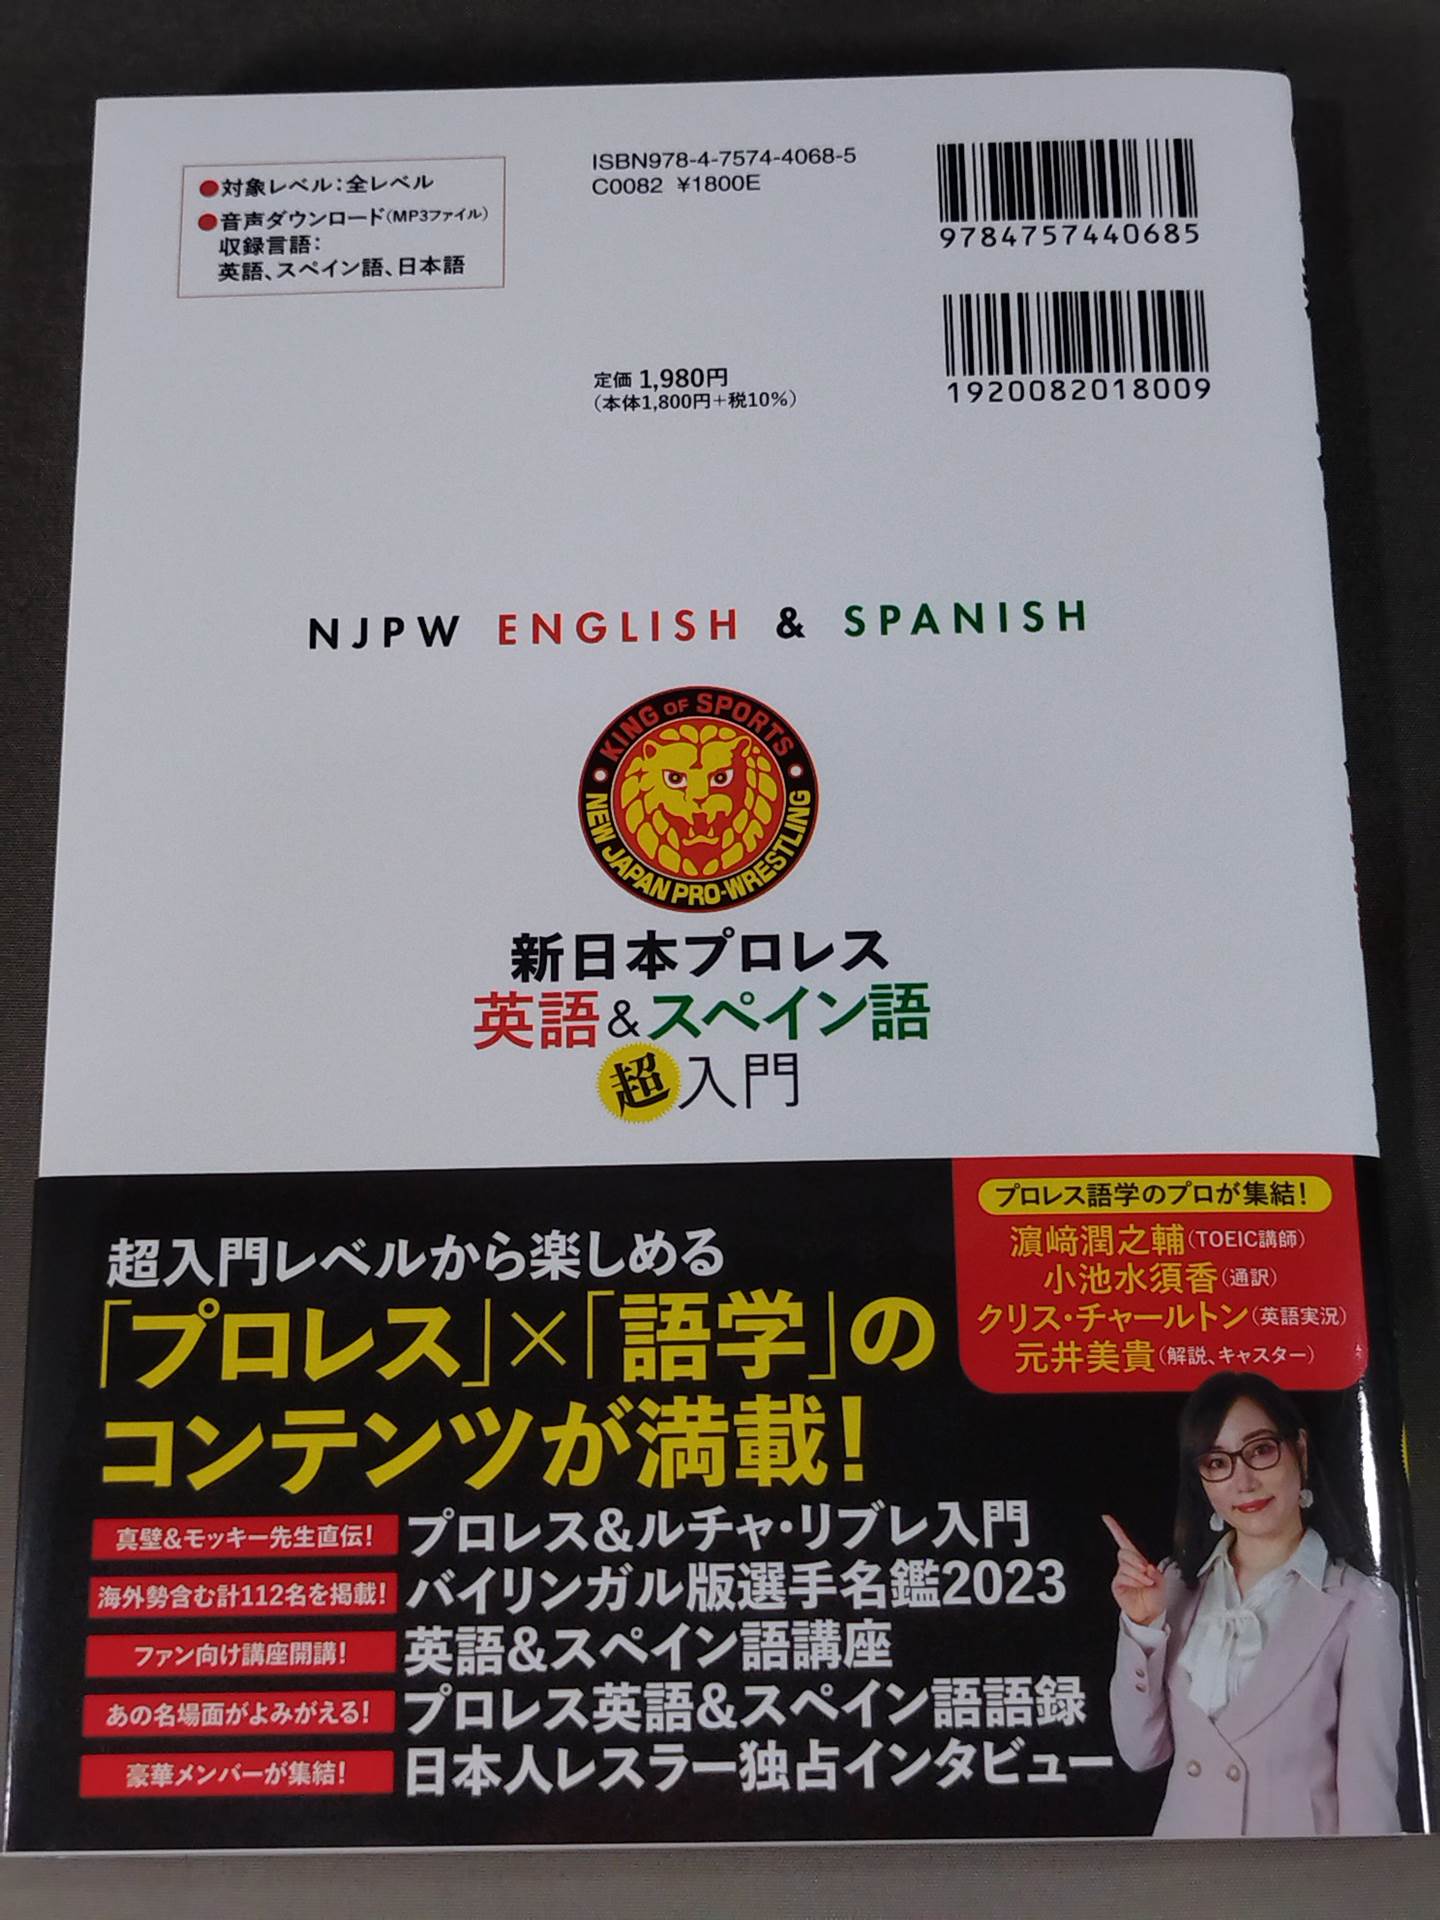 ●対象レベル：全レベル
●音声ダウンロード（MP3ファイル）
収録言語：
英語、スペイン語、日本語
ISBN978-4-7574-4068-5
C0082 ¥1800E
9784757440685
1920082018009
定価 1,980円
（本体1,800円＋税10%）
NJPW ENGLISH & SPANISH
KING OF SPORTS
NEW JAPAN PRO-WRESTLING
新日本プロレス
英語&スペイン語
超入門
プロレス語学のプロが集結！
濵﨑潤之輔（TOEIC講師）
小池水須香（通訳）
クリス・チャールトン（英語実況）
元井美貴（解説、キャスター）
超入門レベルから楽しめる
「プロレス」×「語学」の
コンテンツが満載！
真壁&モッキー先生直伝！ プロレス&ルチャ・リブレ入門
海外勢含む計112名を掲載！ バイリンガル版選手名鑑2023
ファン向け講座開講！ 英語&スペイン語講座
あの名場面がよみがえる！ プロレス英語&スペイン語語録
豪華メンバーが集結！ 日本人レスラー独占インタビュー